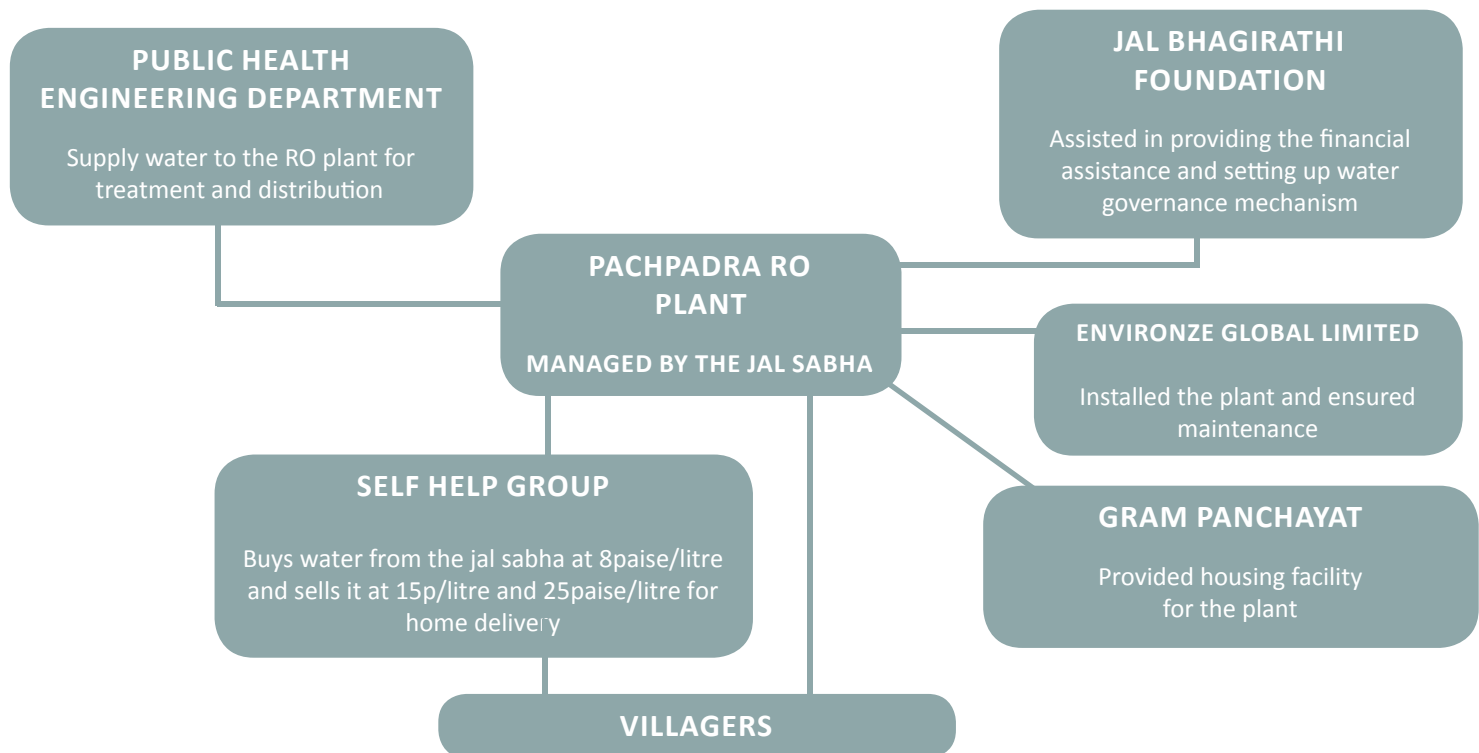 PUBLIC HEALTH
ENGINEERING DEPARTMENT
Supply water to the RO plant for
treatment and distribution
JAL BHAGIRATHI
FOUNDATION
Assisted in providing the financial
assistance and setting up water
governance mechanism
PACHPADRA RO
PLANT
MANAGED BY THE JAL SABHA
ENVIRONZE GLOBAL LIMITED
Installed the plant and ensured
maintenance
SELF HELP GROUP
Buys water from the jal sabha at 8paise/litre
and sells it at 15p/litre and 25paise/litre for
home delivery
GRAM PANCHAYAT
Provided housing facility
for the plant
VILLAGERS